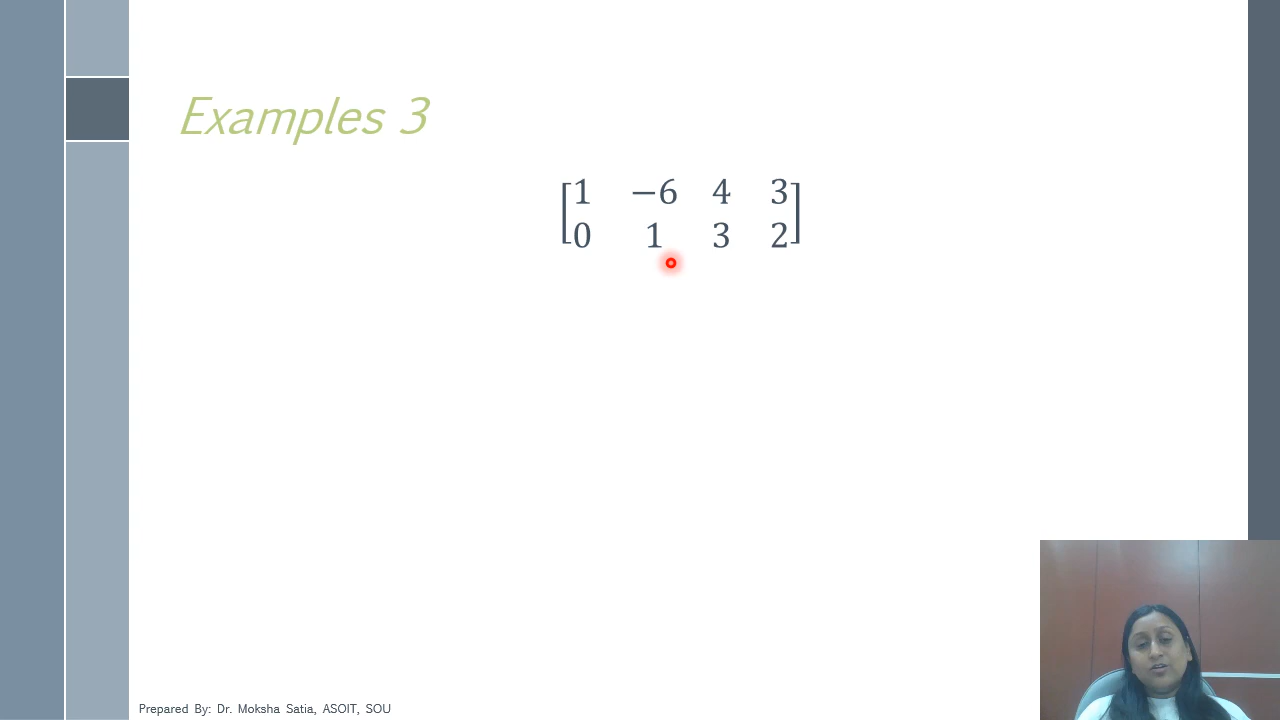 Examples 3
1 −6 4 3
0 1 3 2
Prepared By: Dr. Moksha Satia, ASOIT, SOU